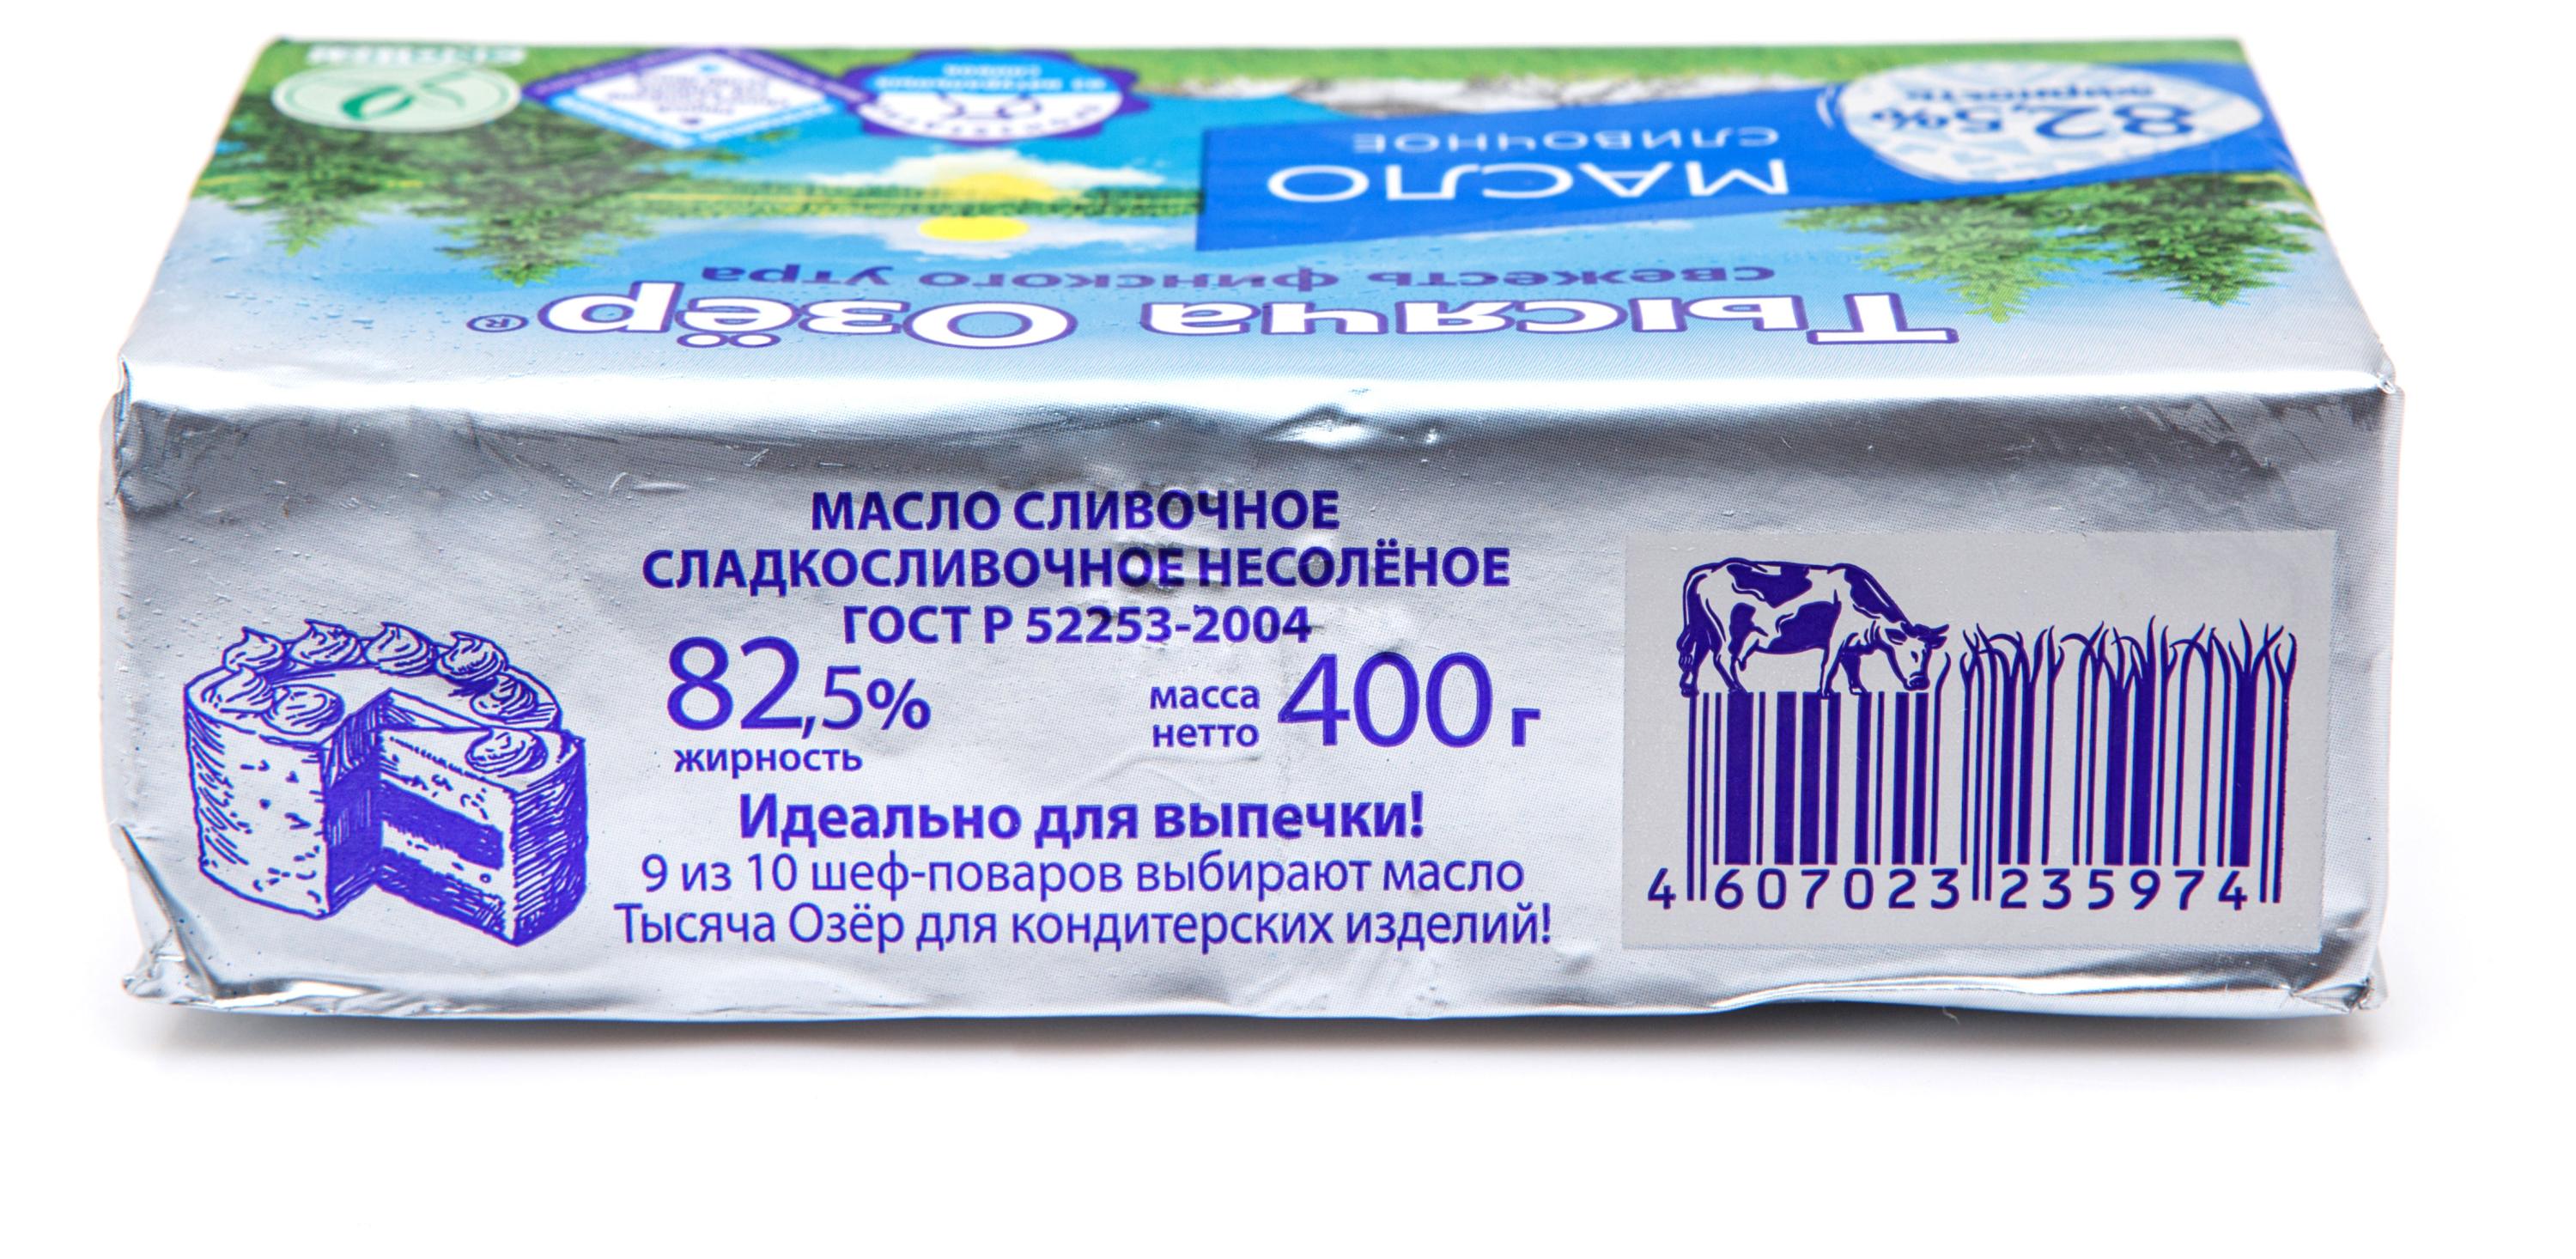 82,5%
жирность
МАСЛО
СЛИВОЧНОЕ
Тысяча Озёр®
свежесть финского утра
МАСЛО СЛИВОЧНОЕ
СЛАДКОСЛИВОЧНОЕ НЕСОЛЁНОЕ
ГОСТ Р 52253-2004
82,5%
жирность
масса
нетто
400 г
Идеально для выпечки!
9 из 10 шеф-поваров выбирают масло
Тысяча Озёр для кондитерских изделий!
4 607023 235974